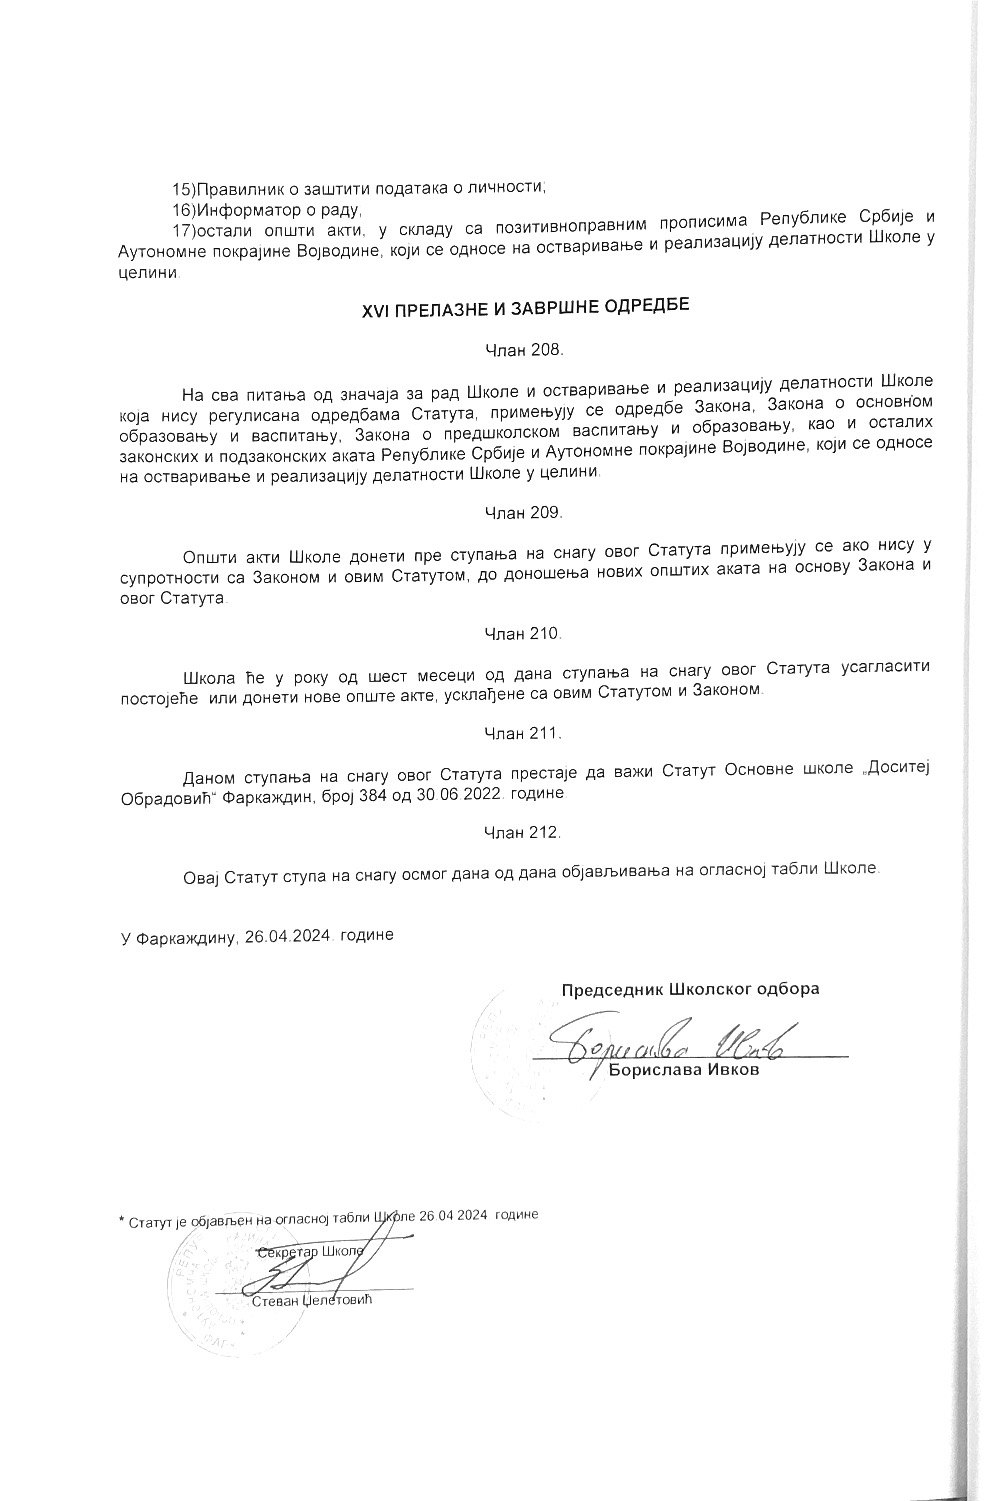 15)Правилник о заштити података о личности;
16)Информатор о раду,
17)остали општи акти, у складу са позитивноправним прописима Републике Србије и
Аутономне покрајине Војводине, који се односе на остваривање и реализацију делатности Школе у
целини.
XVI ПРЕЛАЗНЕ И ЗАВРШНЕ ОДРЕДБЕ
Члан 208.
На сва питања од значаја за рад Школе и остваривање и реализацију делатности Школе
која нису регулисана одредбама Статута, примењују се одредбе Закона, Закона о основном
образовању и васпитању, Закона о предшколском васпитању и образовању, као и осталих
законских и подзаконских аката Републике Србије и Аутономне покрајине Војводине, који се односе
на остваривање и реализацију делатности Школе у целини.
Члан 209.
Општи акти Школе донети пре ступања на снагу овог Статута примењују се ако нису у
супротности са Законом и овим Статутом, до доношења нових општих аката на основу Закона и
овог Статута.
Члан 210.
Школа ће у року од шест месеци од дана ступања на снагу овог Статута усагласити
постојеће или донети нове опште акте, усклађене са овим Статутом и Законом.
Члан 211.
Даном ступања на снагу овог Статута престаје да важи Статут Основне школе „Доситеј
Обрадовић“ Фаркаждин, број 384 од 30.06.2022. године.
Члан 212.
Овај Статут ступа на снагу осмог дана од дана објављивања на огласној табли Школе.
У Фаркаждину, 26.04.2024. године
Председник Школског одбора
Борислава Ивков
Борислава Ивков
* Статут је објављен на огласној табли Школе 26.04.2024. године
Секретар Школе
Стеван Џелетовић